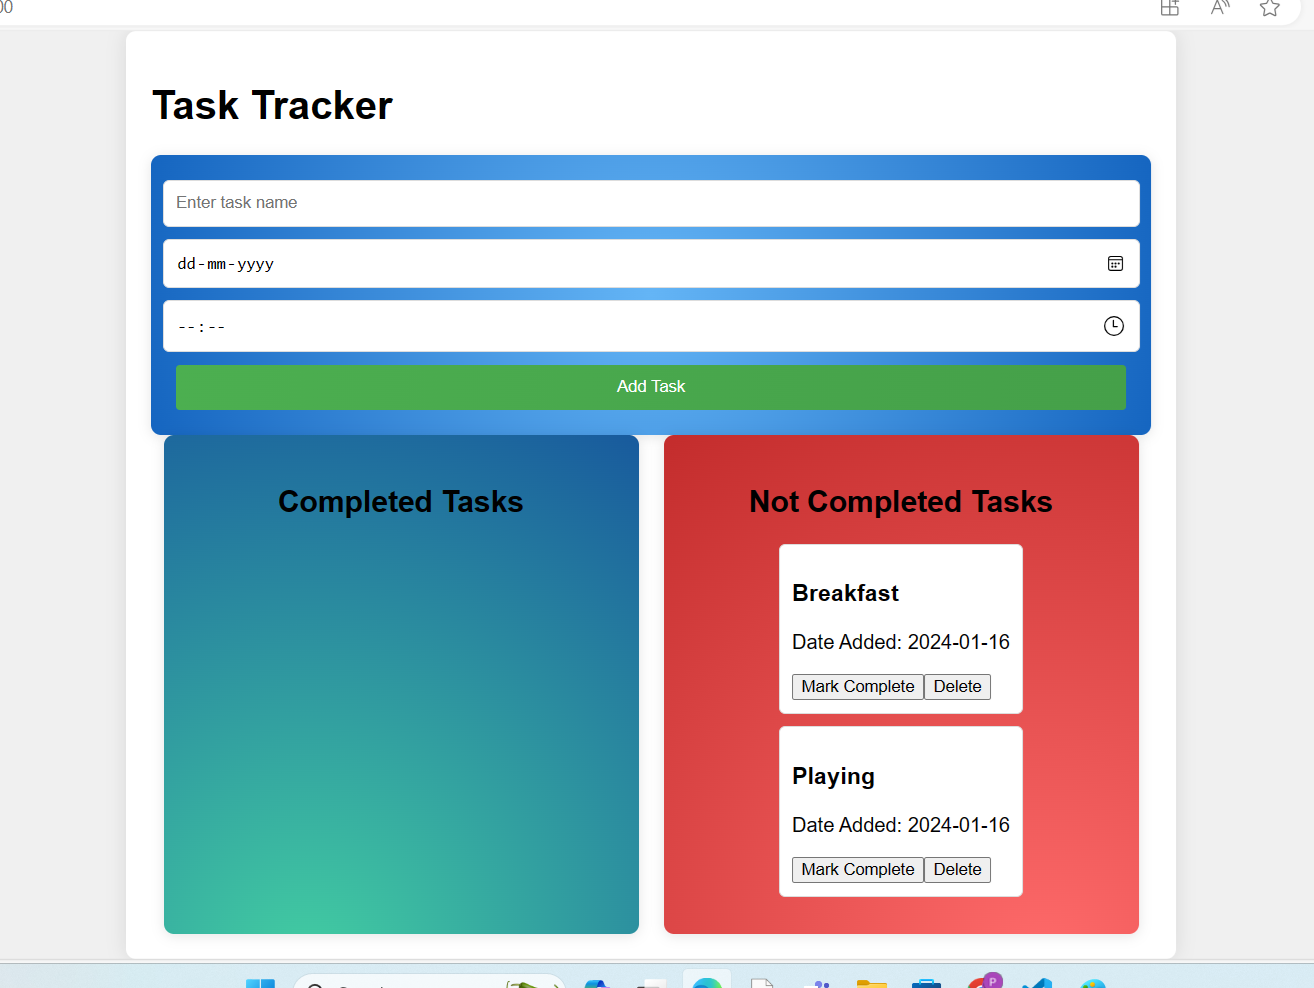 00
Task Tracker
Enter task name
dd-mm-yyyy
--:--
Add Task
Completed Tasks
Not Completed Tasks
Breakfast
Date Added: 2024-01-16
Mark Complete Delete
Playing
Date Added: 2024-01-16
Mark Complete Delete
P